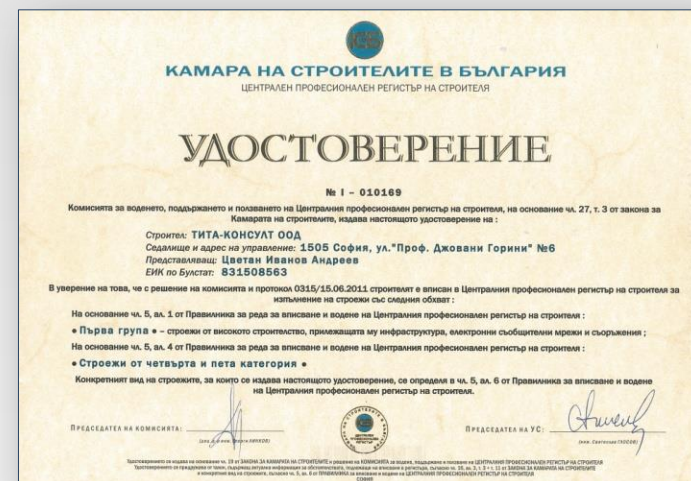 КАМАРА НА СТРОИТЕЛИТЕ В БЪЛГАРИЯ
ЦЕНТРАЛЕН ПРОФЕСИОНАЛЕН РЕГИСТЪР НА СТРОИТЕЛЯ
УДОСТОВЕРЕНИЕ
№ I - 010169
Комисията за воденето, поддържането и ползването на Централния професионален регистър на строителя, на основание чл. 27, т. 3 от закона за
Камарата на строителите, издава настоящото удостоверение на :
Строител: ТИТА-КОНСУЛТ ООД
Седалище и адрес на управление: 1505 София, ул."Проф. Джовани Горини" №6
Представляващ: Цветан Иванов Андреев
ЕИК по Булстат: 831508563
В уверение на това, че с решение на комисията и протокол 0315/15.06.2011 строителят е вписан в Централния професионален регистър на строителя за
изпълнение на строежи със следния обхват :
На основание чл. 5, ал. 1 от Правилника за реда за вписване и водене на Централния професионален регистър на строителя :
• Първа група • - строежи от високото строителство, прилежащата му инфраструктура, електронни съобщителни мрежи и съоръжения ;
На основание чл. 5, ал. 4 от Правилника за реда за вписване и водене на Централния професионален регистър на строителя :
• Строежи от четвърта и пета категория •
Конкретният вид на строежите, за които се издава настоящото удостоверение, се определя в чл. 5, ал. 6 от Правилника за вписване и водене
на Централния професионален регистър на строителя.
ПРЕДСЕДАТЕЛ НА КОМИСИЯТА:
ПРЕДСЕДАТЕЛ НА УС:
(инж. Светослав ГЛОСОВ)
СОФИЯ